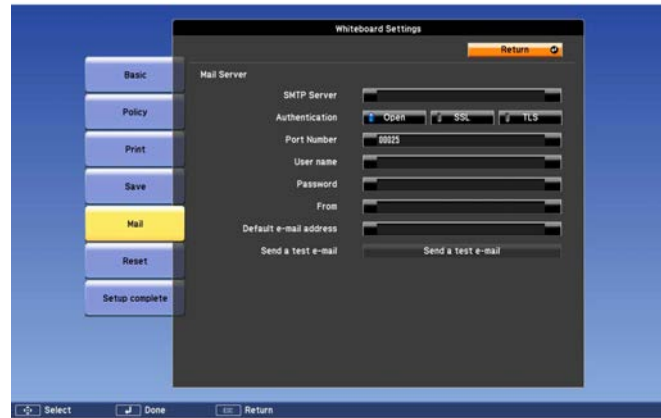 Whiteboard Settings
Return
Basic
Policy
Print
Save
Mail
Reset
Setup complete
Mail Server
SMTP Server
Authentication Open SSL TLS
Port Number 00025
User name
Password
From
Default e-mail address
Send a test e-mail Send a test e-mail
Select Done Esc Return